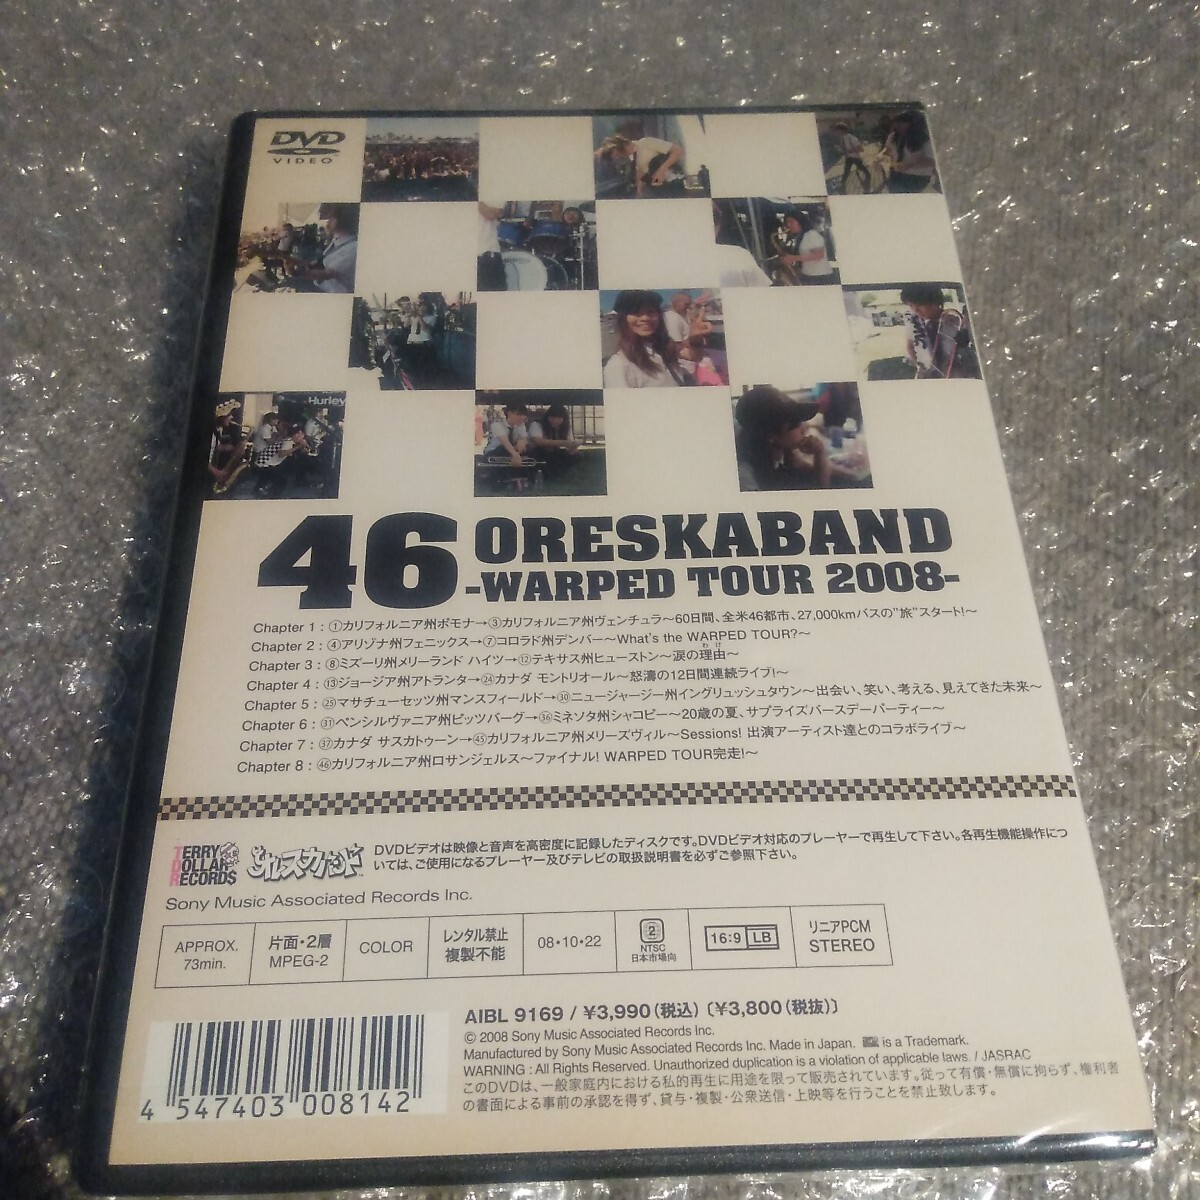 DVD
VIDEO
Hurley
46 ORESKABAND
-WARPED TOUR 2008-
Chapter 1 : ①カリフォルニア州ポモナ→③カリフォルニア州ヴェンチュラ〜60日間、全米46都市、27,000kmバスの"旅"スタート!〜
Chapter 2 : ④アリゾナ州フェニックス→⑦コロラド州デンバー〜What's the WARPED TOUR?〜
わけ
Chapter 3 : ⑧ミズーリ州メリーランド ハイツ→⑫テキサス州ヒューストン〜涙の理由〜
Chapter 4 : ⑬ジョージア州アトランタ→㉔カナダ モントリオール〜怒濤の12日間連続ライブ!〜
Chapter 5 : ㉕マサチューセッツ州マンスフィールド→㉚ニュージャージー州イングリュッシュタウン〜出会い、笑い、考える、見えてきた未来〜
Chapter 6 : ㉛ペンシルヴァニア州ピッツバーグ→㊱ミネソタ州シャコピー〜20歳の夏、サプライズバースデーパーティー〜
Chapter 7 : ㊲カナダ サスカトゥーン→㊺カリフォルニア州メリーズヴィル〜Sessions! 出演アーティスト達とのコラボライブ〜
Chapter 8 : ㊻カリフォルニア州ロサンジェルス〜ファイナル! WARPED TOUR完走!〜
TERRY
DOLLAR
RECORDS
TDR
オレスカバンド
DVDビデオは映像と音声を高密度に記録したディスクです。DVDビデオ対応のプレーヤーで再生して下さい。各再生機能操作につ
いては、ご使用になるプレーヤー及びテレビの取扱説明書を必ずご参照下さい。
Sony Music Associated Records Inc.
APPROX.
73min.
片面・2層
MPEG-2
COLOR
レンタル禁止
複製不能
08・10・22
2
NTSC
日本市場向
16:9 LB
リニアPCM
STEREO
AIBL 9169 / ¥3,990(税込)〔¥3,800(税抜)〕
© 2008 Sony Music Associated Records Inc.
Manufactured by Sony Music Associated Records Inc. Made in Japan. is a Trademark.
WARNING : All Rights Reserved. Unauthorized duplication is a violation of applicable laws. / JASRAC
このDVDは、一般家庭内における私的再生に用途を限って販売されています。従って有償・無償に拘らず、権利者
の書面による事前の承認を得ず、貸与・複製・公衆送信・上映等を行うことを禁止致します。
4 547403 008142